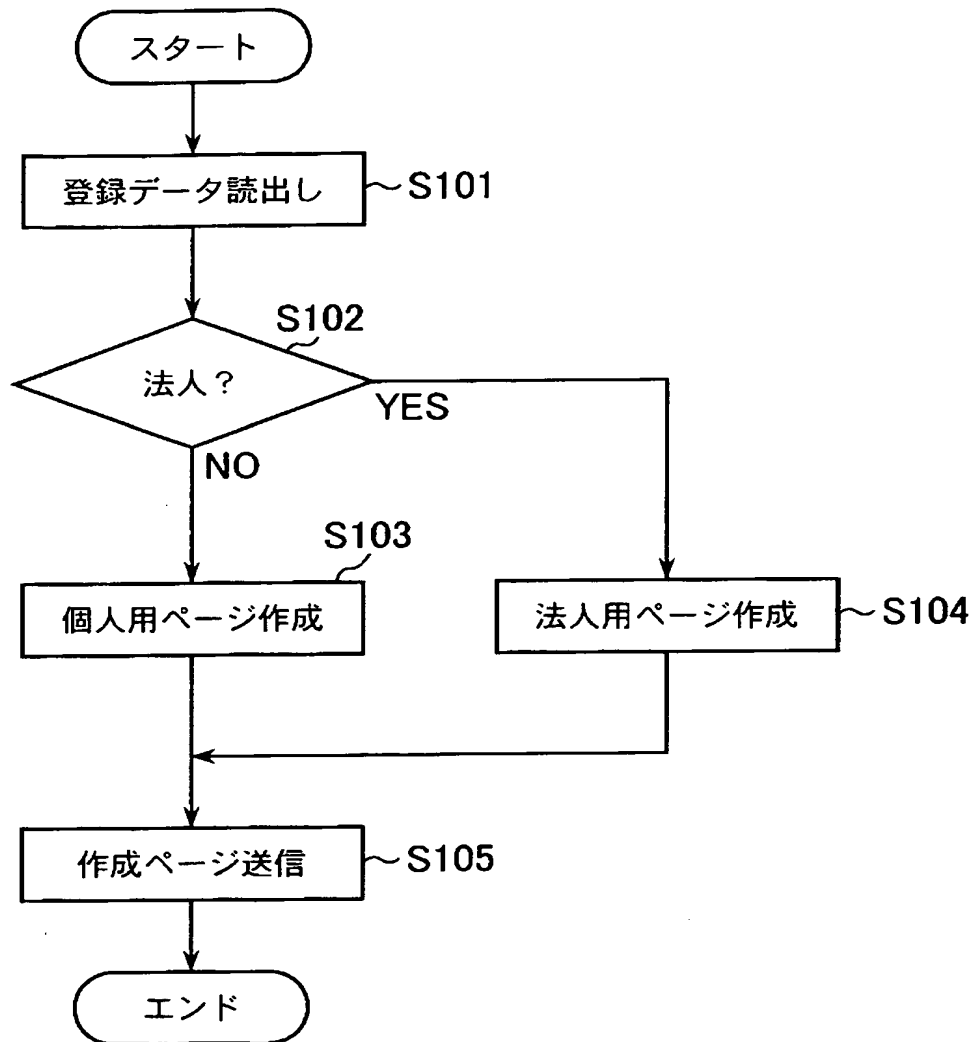 スタート
登録データ読出し
S101
S102
法人？
YES
NO
S103
個人用ページ作成
法人用ページ作成
S104
作成ページ送信
S105
エンド